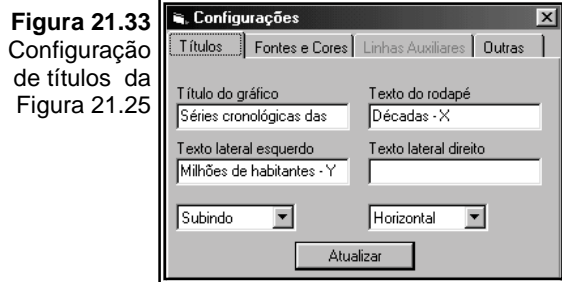 Figura 21.33
Configuração
de títulos da
Figura 21.25
Configurações
Títulos Fontes e Cores Linhas Auxiliares Outras
Título do gráfico Texto do rodapé
Séries cronológicas das Décadas - X
Texto lateral esquerdo Texto lateral direito
Milhões de habitantes - Y
Subindo Horizontal
Atualizar